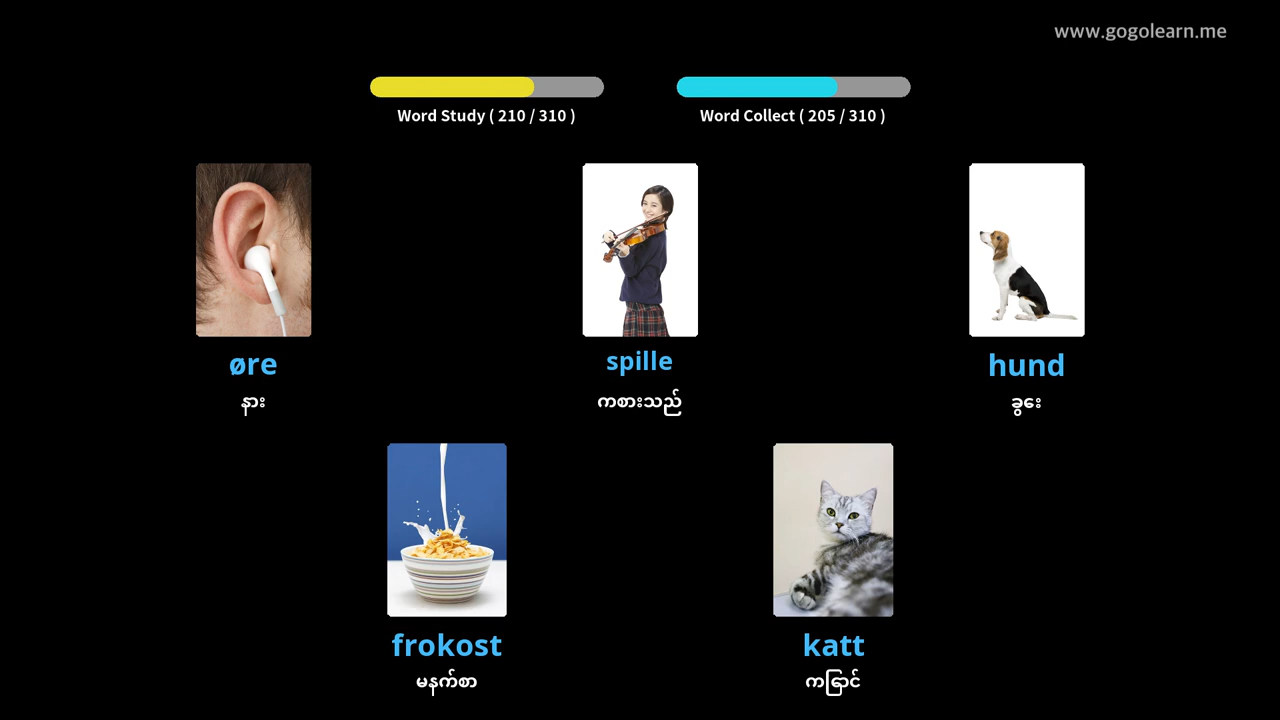 www.gogolearn.me
Word Study ( 210 / 310 )
Word Collect ( 205 / 310 )
øre
spille
hund
နား
ကစားသည်
ခွေး
frokost
katt
မနက်စာ
ကြောင်